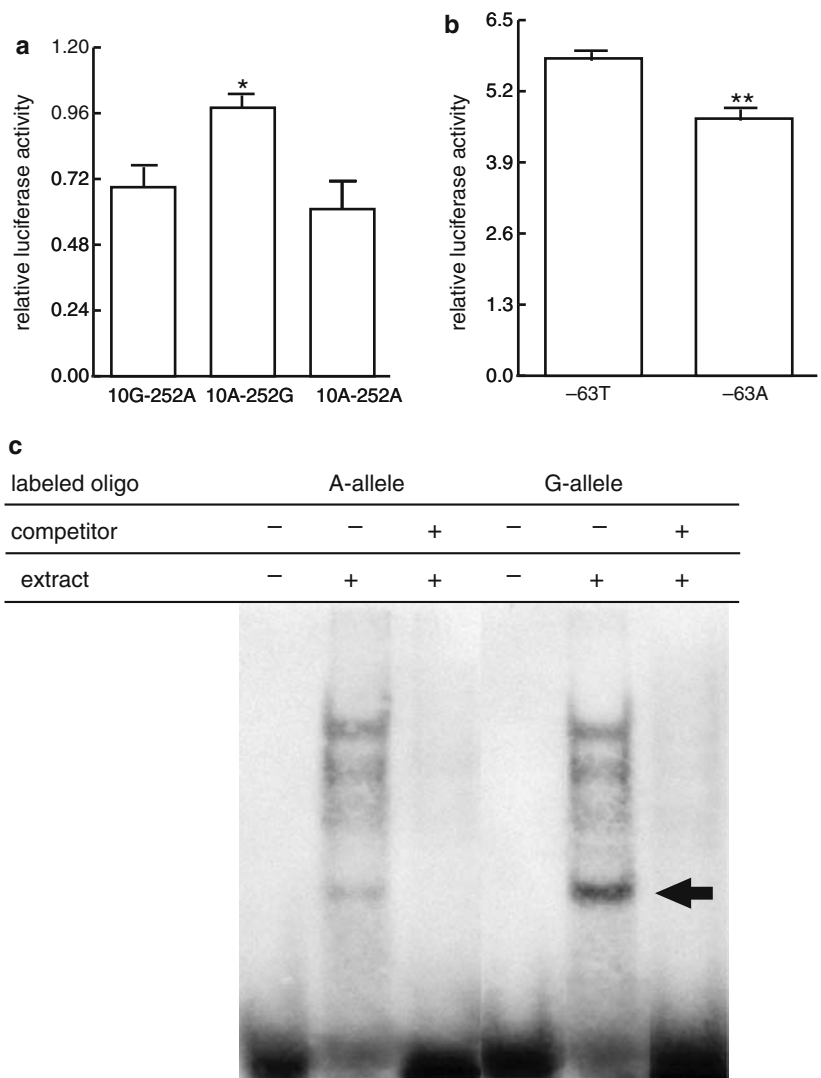 a
relative luciferase activity
1.20
0.96
0.72
0.48
0.24
0.00
*
10G-252A 10A-252G 10A-252A
b
relative luciferase activity
6.5
5.2
3.9
2.6
1.3
0.0
**
–63T –63A
c
labeled oligo A-allele G-allele
competitor – – + – – +
extract – + + – + +